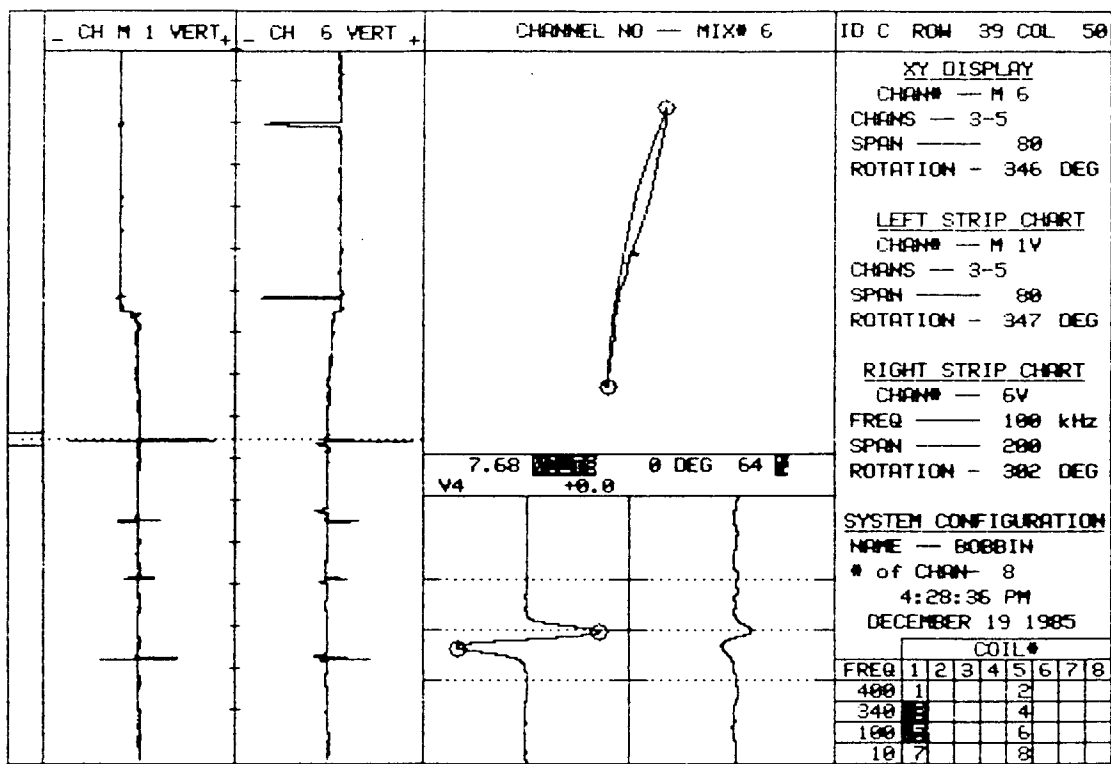 _ CH M 1 VERT + _ CH 6 VERT + CHANNEL NO -- MIX# 6 ID C ROW 39 COL 50
XY DISPLAY
CHAN# -- M 6
CHANS -- 3-5
SPAN ----- 80
ROTATION - 346 DEG
LEFT STRIP CHART
CHAN# -- M 1V
CHANS -- 3-5
SPAN ----- 80
ROTATION - 347 DEG
RIGHT STRIP CHART
CHAN# -- 6V
FREQ ----- 100 kHz
SPAN ----- 200
ROTATION - 302 DEG
7.68 0 DEG 64
V4 +0.0
SYSTEM CONFIGURATION
NAME -- BOBBIN
# of CHAN- 8
4:28:36 PM
DECEMBER 19 1985
COIL#
FREQ 1 2 3 4 5 6 7 8
400 1 2
340 4
100 6
10 7 8